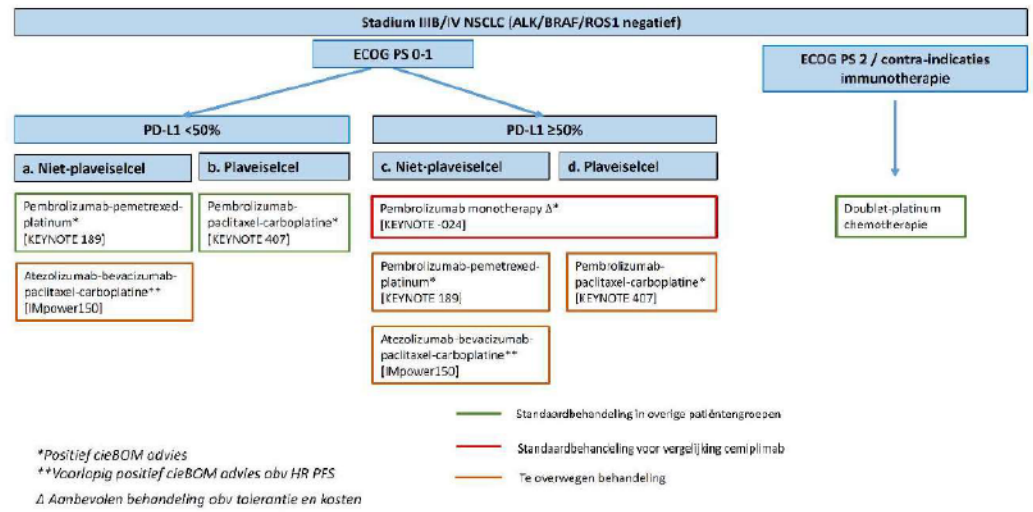 Stadium IIIB/IV NSCLC (ALK/BRAF/ROS1 negatief)
ECOG PS 0-1
ECOG PS 2 / contra-indicaties
immunotherapie
PD-L1 <50%
PD-L1 ≥50%
a. Niet-plaveiselcel
b. Plaveiselcel
c. Niet-plaveiselcel
d. Plaveiselcel
Pembrolizumab-pemetrexed-
platinum*
[KEYNOTE 189]
Pembrolizumab-
paclitaxel-carboplatine*
[KEYNOTE 407]
Pembrolizumab monotherapy Δ*
[KEYNOTE -024]
Doublet-platinum
chemotherapie
Atezolizumab-bevacizumab-
paclitaxel-carboplatine**
[IMpower150]
Pembrolizumab-pemetrexed-
platinum*
[KEYNOTE 189]
Pembrolizumab-
paclitaxel-carboplatine*
[KEYNOTE 407]
Atezolizumab-bevacizumab-
paclitaxel-carboplatine**
[IMpower150]
Standaardbehandeling in overige patiëntengroepen
Standaardbehandeling voor vergelijking cemiplimab
Te overwegen behandeling
*Positief cieBOM advies
**Voorlopig positief cieBOM advies obv HR PFS
Δ Aanbevolen behandeling obv tolerantie en kosten